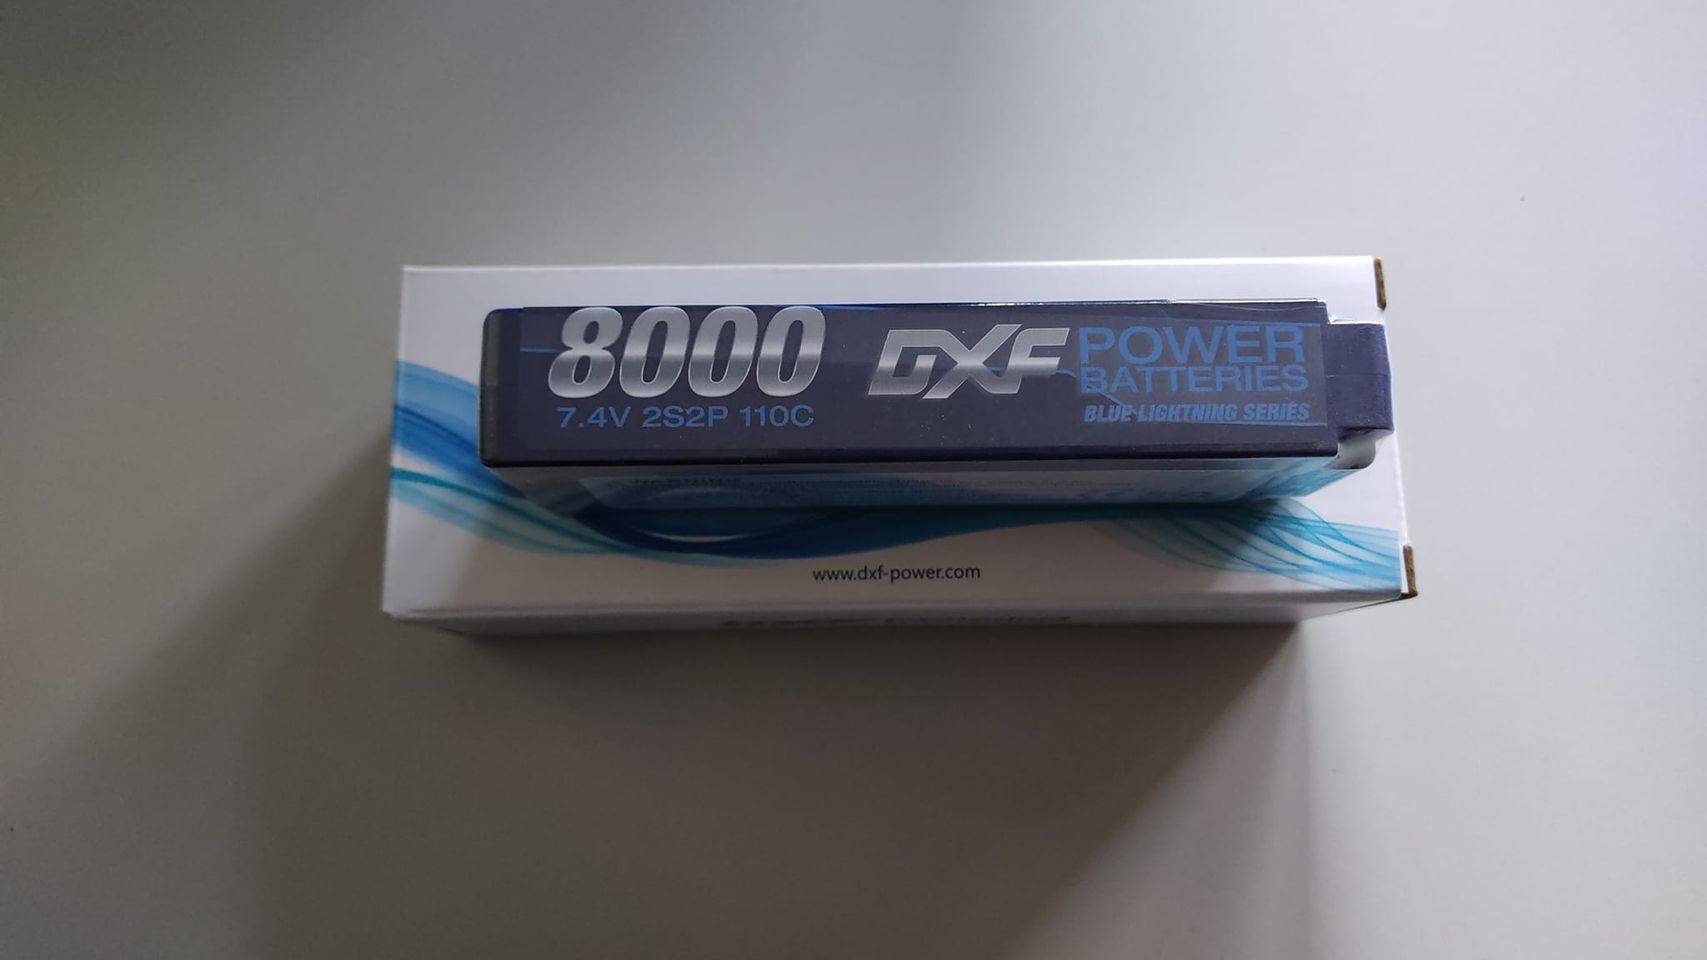 8000
7.4V 2S2P 110C
DXF
POWER
BATTERIES
BLUE LIGHTNING SERIES
www.dxf-power.com